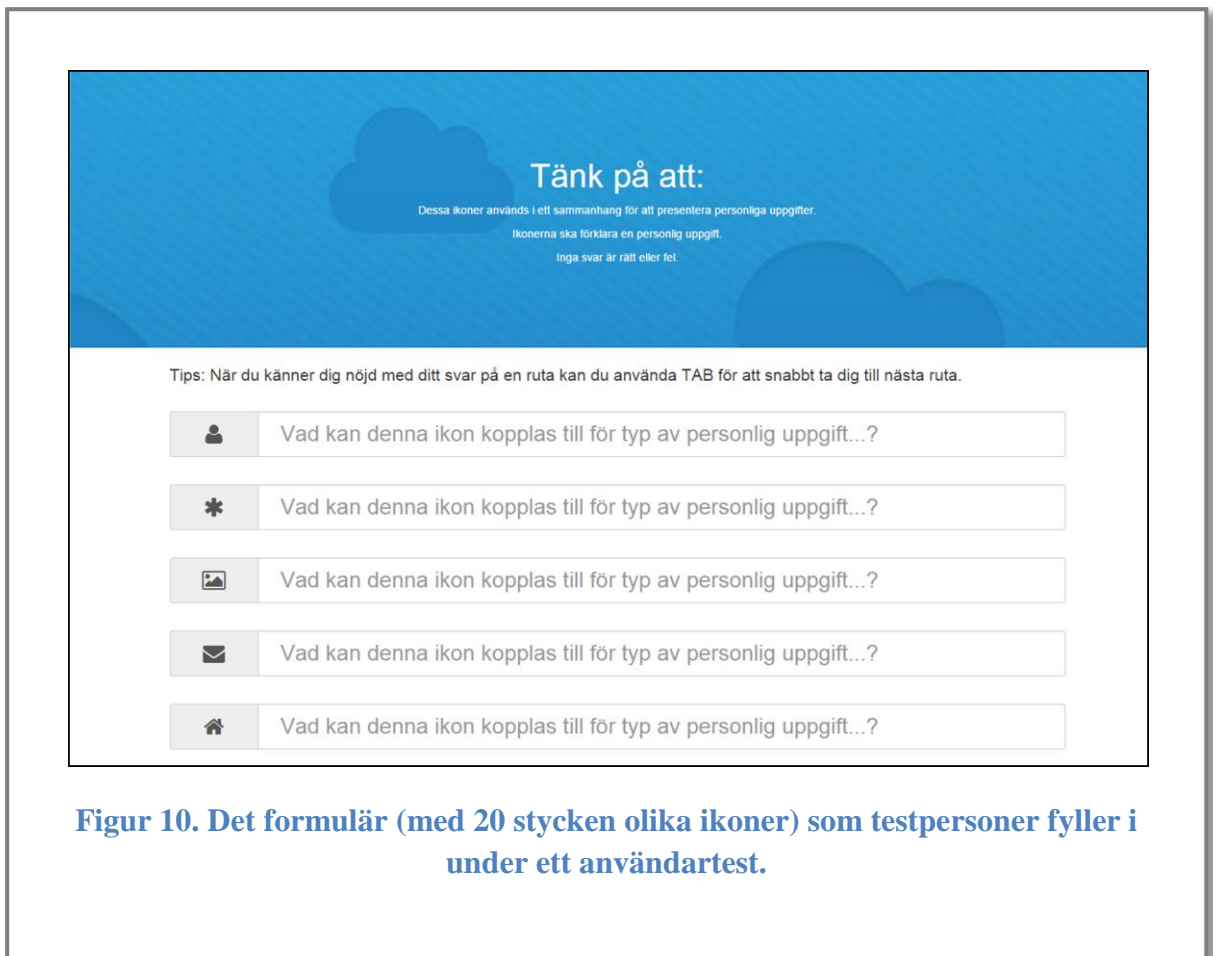 Tänk på att:
Dessa ikoner används i ett sammanhang för att presentera personliga uppgifter.
Ikonerna ska förklara en personlig uppgift.
Inga svar är rätt eller fel.
Tips: När du känner dig nöjd med ditt svar på en ruta kan du använda TAB för att snabbt ta dig till nästa ruta.
Vad kan denna ikon kopplas till för typ av personlig uppgift...?
Vad kan denna ikon kopplas till för typ av personlig uppgift...?
Vad kan denna ikon kopplas till för typ av personlig uppgift...?
Vad kan denna ikon kopplas till för typ av personlig uppgift...?
Vad kan denna ikon kopplas till för typ av personlig uppgift...?
Figur 10. Det formulär (med 20 stycken olika ikoner) som testpersoner fyller i
under ett användartest.